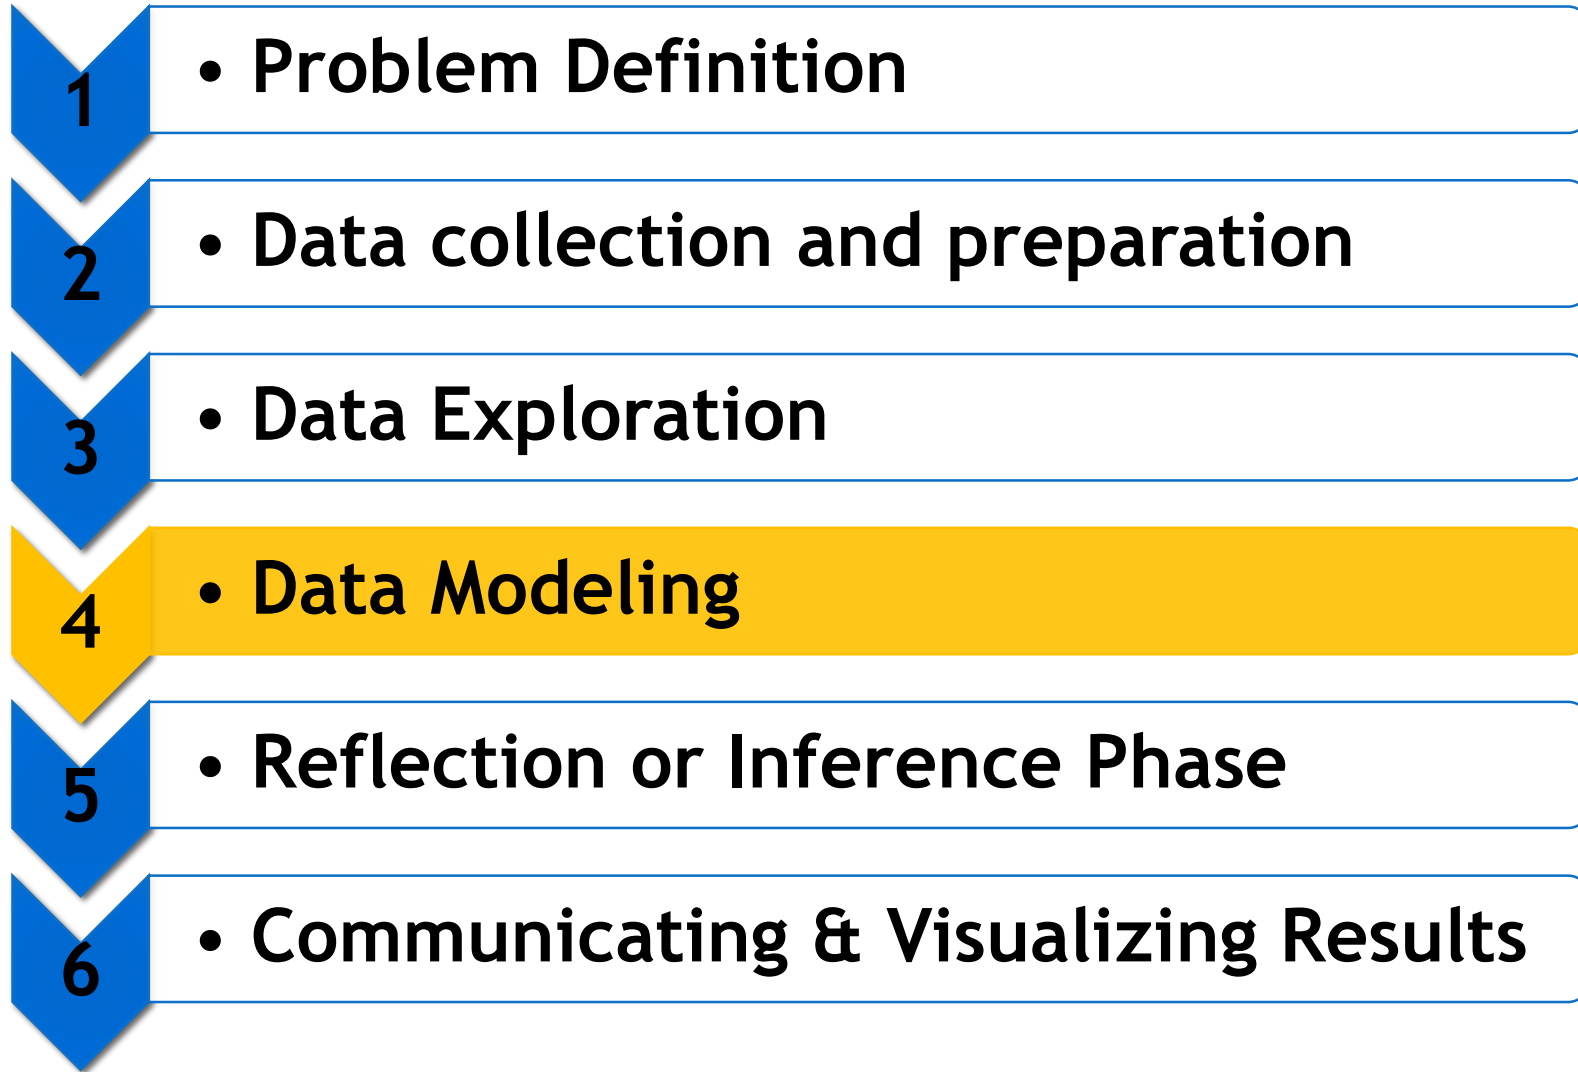 1 • Problem Definition
2 • Data collection and preparation
3 • Data Exploration
4 • Data Modeling
5 • Reflection or Inference Phase
6 • Communicating & Visualizing Results